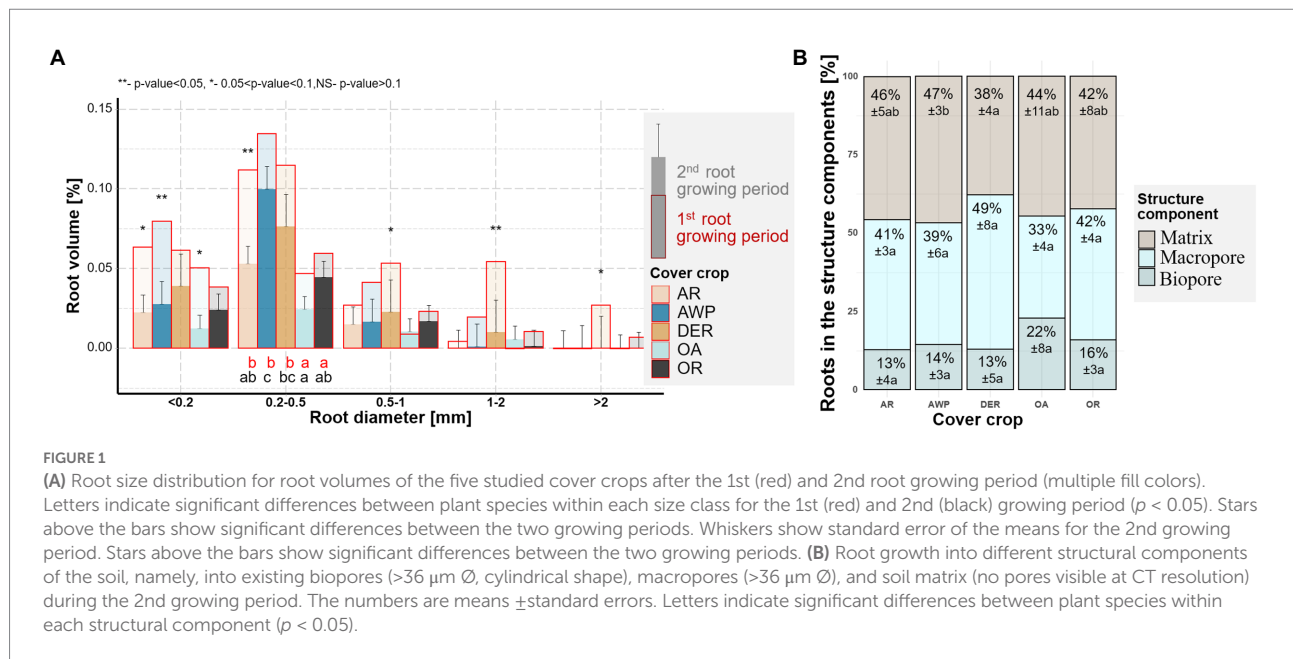 A
**- p-value<0.05, *- 0.05<p-value<0.1,NS- p-value>0.1
Root volume [%]
0.15
0.10
0.05
0.00
* ** * ** * ** *
b b b a a
ab c bc a ab
<0.2 0.2-0.5 0.5-1 1-2 >2
Root diameter [mm]
2nd root
growing period
1st root
growing period
Cover crop
AR
AWP
DER
OA
OR
B
Roots in the structure components [%]
100
75
50
25
0
46% 47% 38% 44% 42%
±5ab ±3b ±4a ±11ab ±8ab
41% 39% 49% 33% 42%
±3a ±6a ±8a ±4a ±4a
13% 14% 13% 22% 16%
±4a ±3a ±5a ±8a ±3a
AR AWP DER OA OR
Cover crop
Structure
component
Matrix
Macropore
Biopore
FIGURE 1
(A) Root size distribution for root volumes of the five studied cover crops after the 1st (red) and 2nd root growing period (multiple fill colors).
Letters indicate significant differences between plant species within each size class for the 1st (red) and 2nd (black) growing period (p < 0.05). Stars
above the bars show significant differences between the two growing periods. Whiskers show standard error of the means for the 2nd growing
period. Stars above the bars show significant differences between the two growing periods. (B) Root growth into different structural components
of the soil, namely, into existing biopores (>36 μm Ø, cylindrical shape), macropores (>36 μm Ø), and soil matrix (no pores visible at CT resolution)
during the 2nd growing period. The numbers are means ±standard errors. Letters indicate significant differences between plant species within
each structural component (p < 0.05).